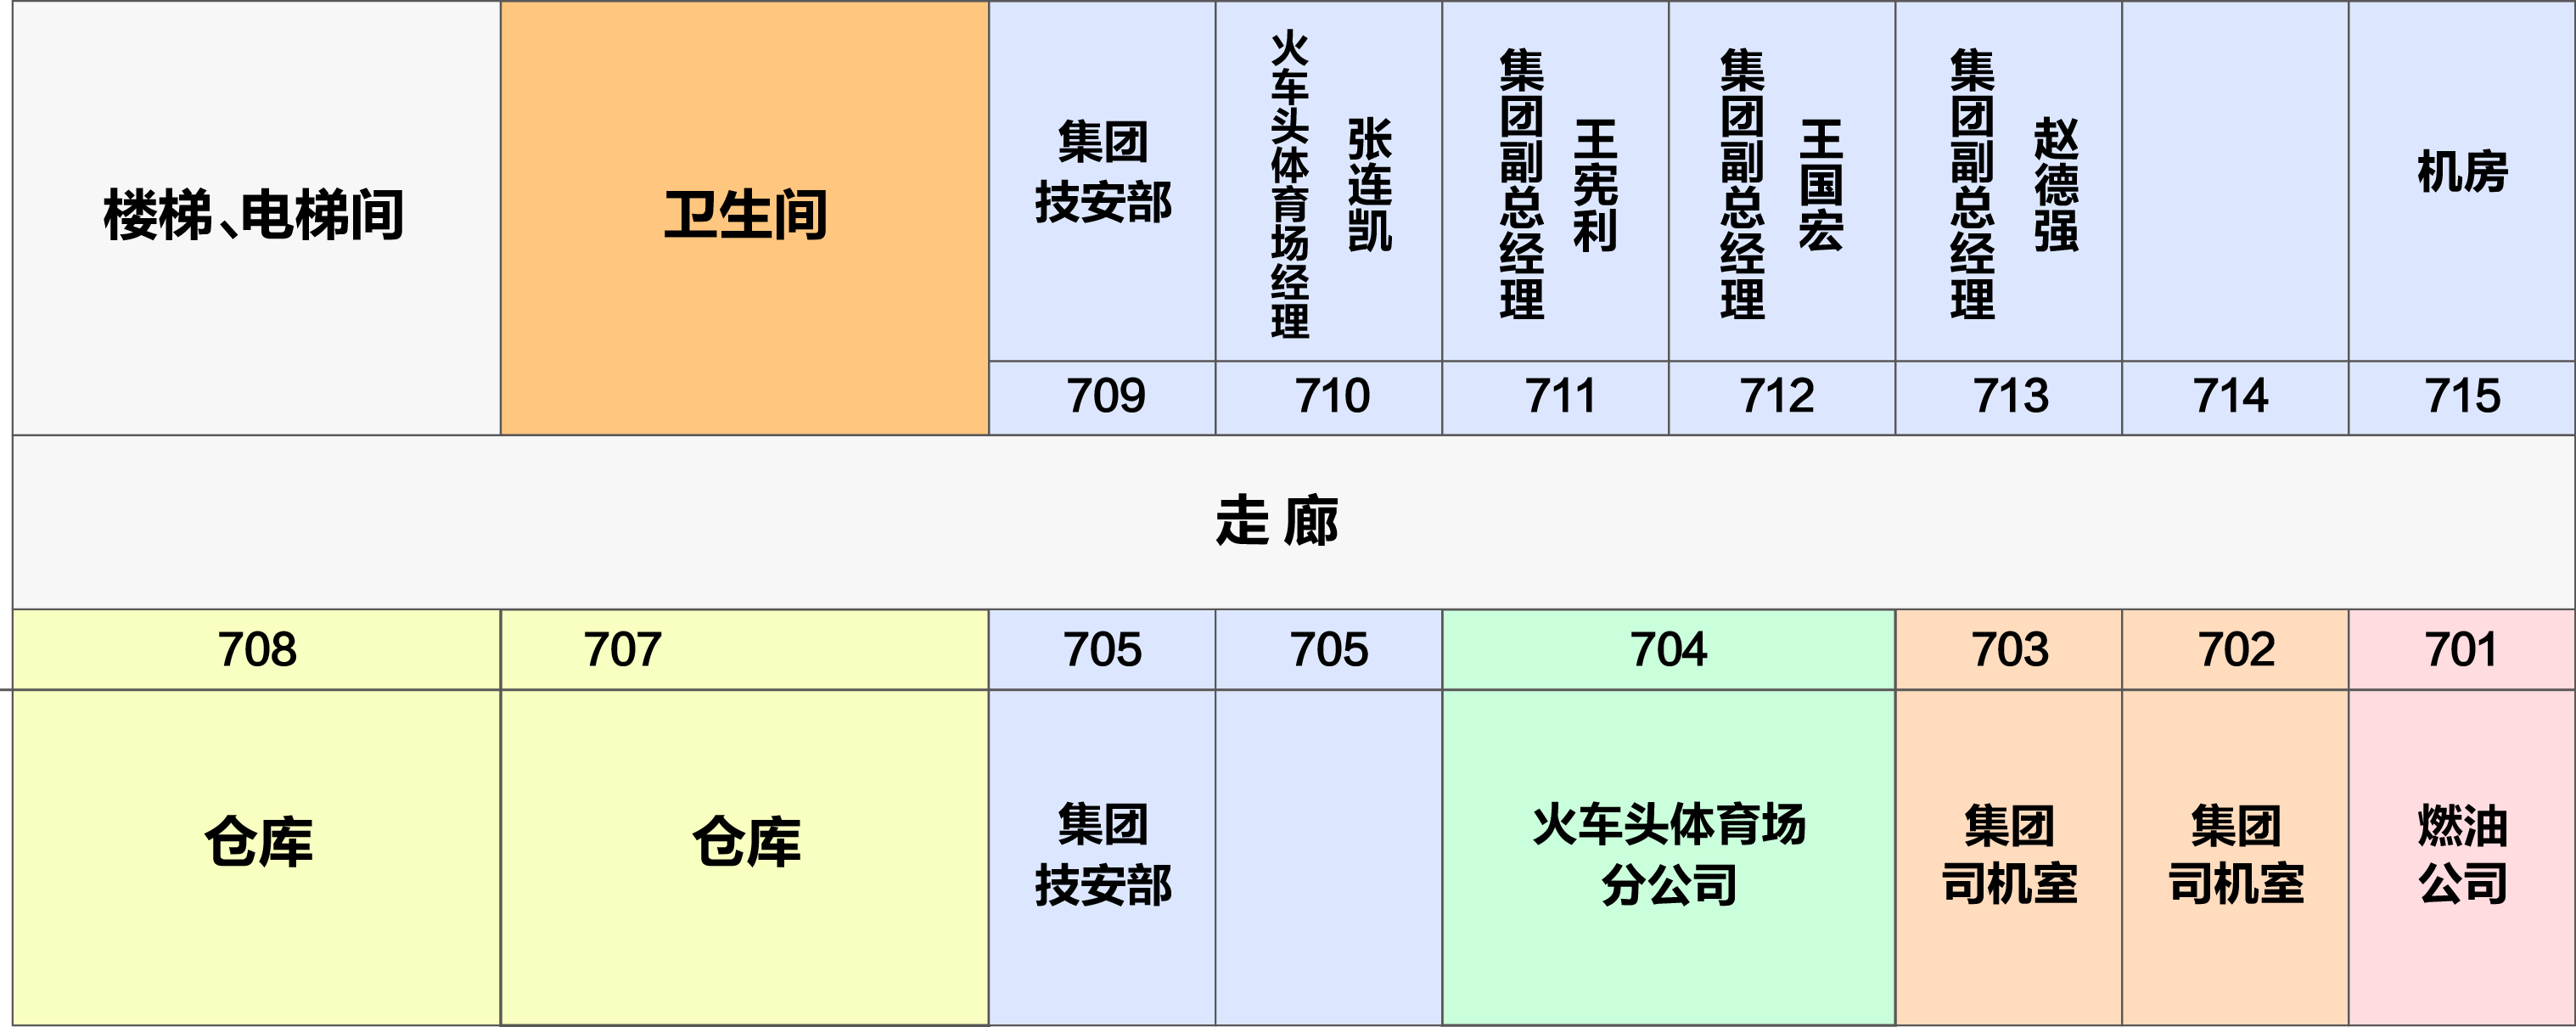 楼梯、电梯间
卫生间
集团
技安部
火车头体育场经理
张连凯
集团副总经理
王宪利
集团副总经理
王国宏
集团副总经理
赵德强
机房
709
710
711
712
713
714
715
走廊
708
707
705
705
704
703
702
701
仓库
仓库
集团
技安部
火车头体育场
分公司
集团
司机室
集团
司机室
燃油
公司